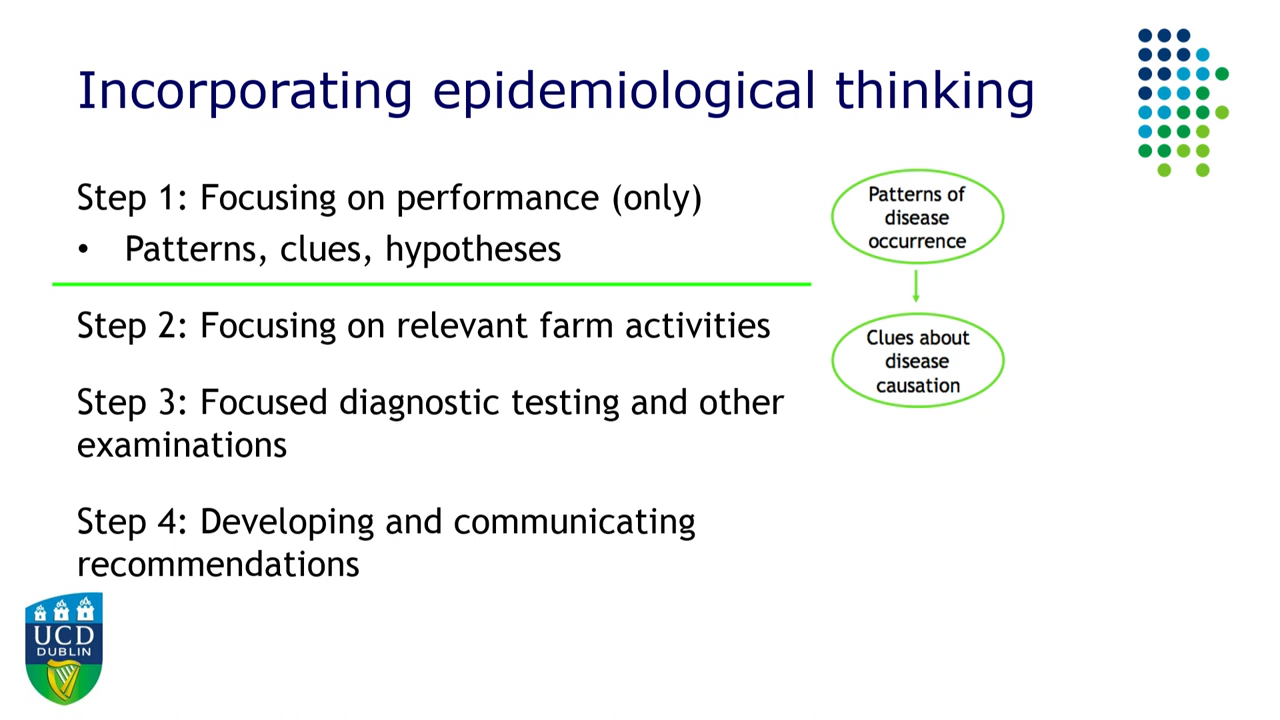 Incorporating epidemiological thinking
Step 1: Focusing on performance (only)
• Patterns, clues, hypotheses
Step 2: Focusing on relevant farm activities
Step 3: Focused diagnostic testing and other
examinations
Step 4: Developing and communicating
recommendations
Patterns of
disease
occurrence
Clues about
disease
causation
UCD
DUBLIN